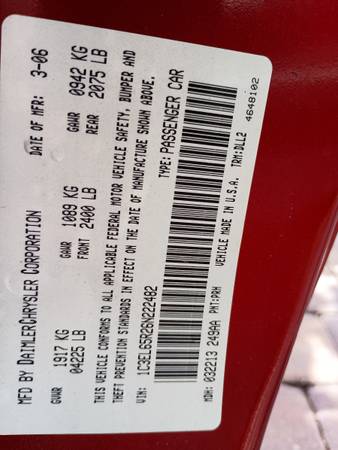 MFD BY DAIMLERCHRYSLER CORPORATION DATE OF MFR: 3-06
GVWR GAWR 1089 KG GAWR 0942 KG
1917 KG FRONT 2400 LB REAR 2075 LB
04225 LB
THIS VEHICLE CONFORMS TO ALL APPLICABLE FEDERAL MOTOR VEHICLE SAFETY, BUMPER AND
THEFT PREVENTION STANDARDS IN EFFECT ON THE DATE OF MANUFACTURE SHOWN ABOVE.
VIN: 1C3EL65R26N222482 TYPE: PASSENGER CAR
VEHICLE MADE IN U.S.A. TRM:DLL2
MDH: 032213 249AA PNT:PRH 4648102